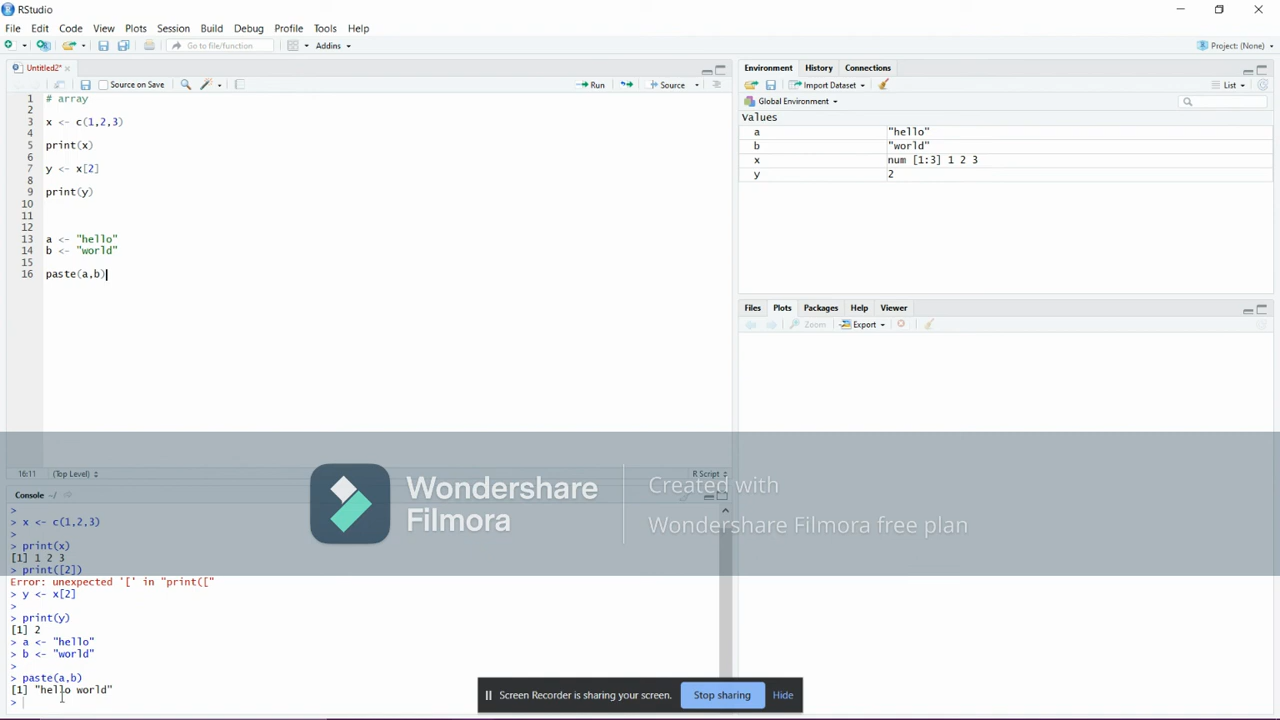 RStudio
File Edit Code View Plots Session Build Debug Profile Tools Help
Go to file/function Addins Project: (None)
Untitled2*
Source on Save Run Source
1 # array
2
3 x <- c(1,2,3)
4
5 print(x)
6
7 y <- x[2]
8
9 print(y)
10
11
12
13 a <- "hello"
14 b <- "world"
15
16 paste(a,b)
16:11 (Top Level) R Script
Console ~/
>
> x <- c(1,2,3)
>
> print(x)
[1] 1 2 3
> print([2])
Error: unexpected '[' in "print(["
> y <- x[2]
>
> print(y)
[1] 2
> a <- "hello"
> b <- "world"
>
> paste(a,b)
[1] "hello world"
>
Environment History Connections
Import Dataset List
Global Environment
Values
a "hello"
b "world"
x num [1:3] 1 2 3
y 2
Files Plots Packages Help Viewer
Zoom Export
Wondershare
Filmora
Created with
Wondershare Filmora free plan
Screen Recorder is sharing your screen. Stop sharing Hide